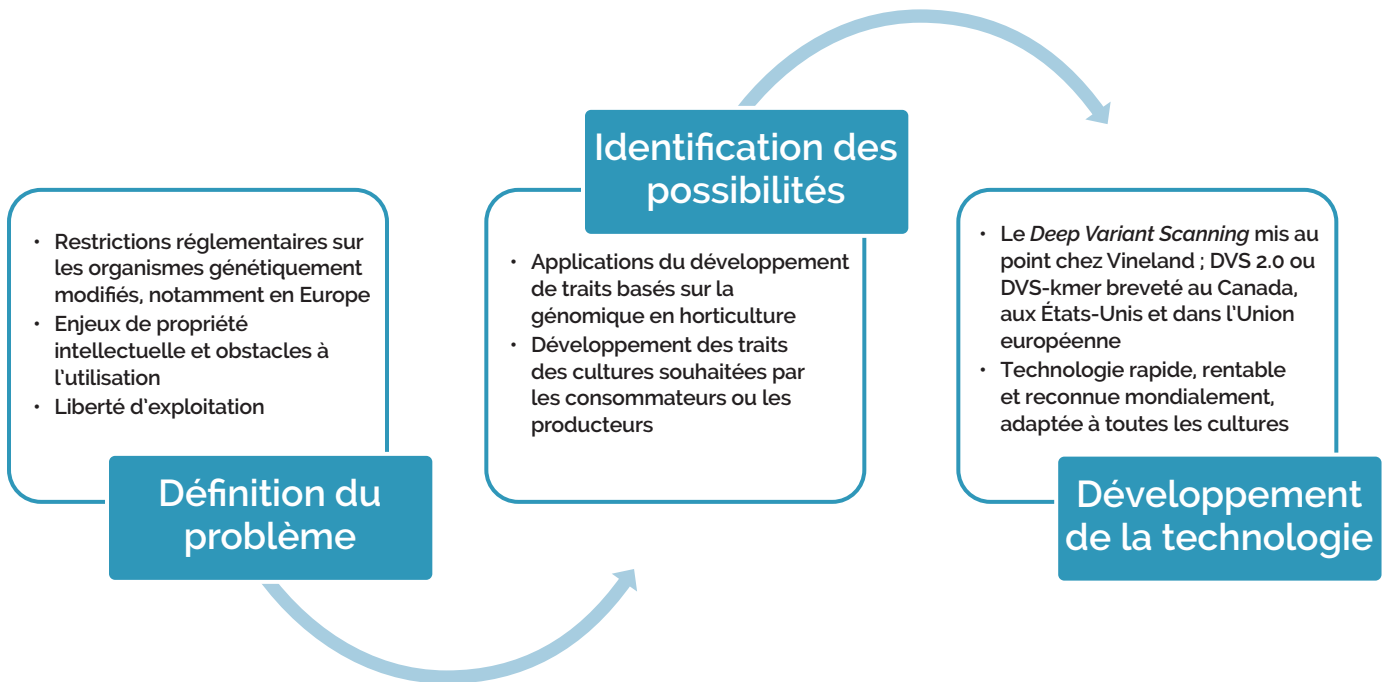 • Restrictions réglementaires sur
les organismes génétiquement
modifiés, notamment en Europe
• Enjeux de propriété
intellectuelle et obstacles à
l'utilisation
• Liberté d'exploitation
Définition du
problème
Identification des
possibilités
• Applications du développement
de traits basés sur la
génomique en horticulture
• Développement des traits
des cultures souhaitées par
les consommateurs ou les
producteurs
• Le Deep Variant Scanning mis au
point chez Vineland ; DVS 2.0 ou
DVS-kmer breveté au Canada,
aux États-Unis et dans l'Union
européenne
• Technologie rapide, rentable
et reconnue mondialement,
adaptée à toutes les cultures
Développement
de la technologie